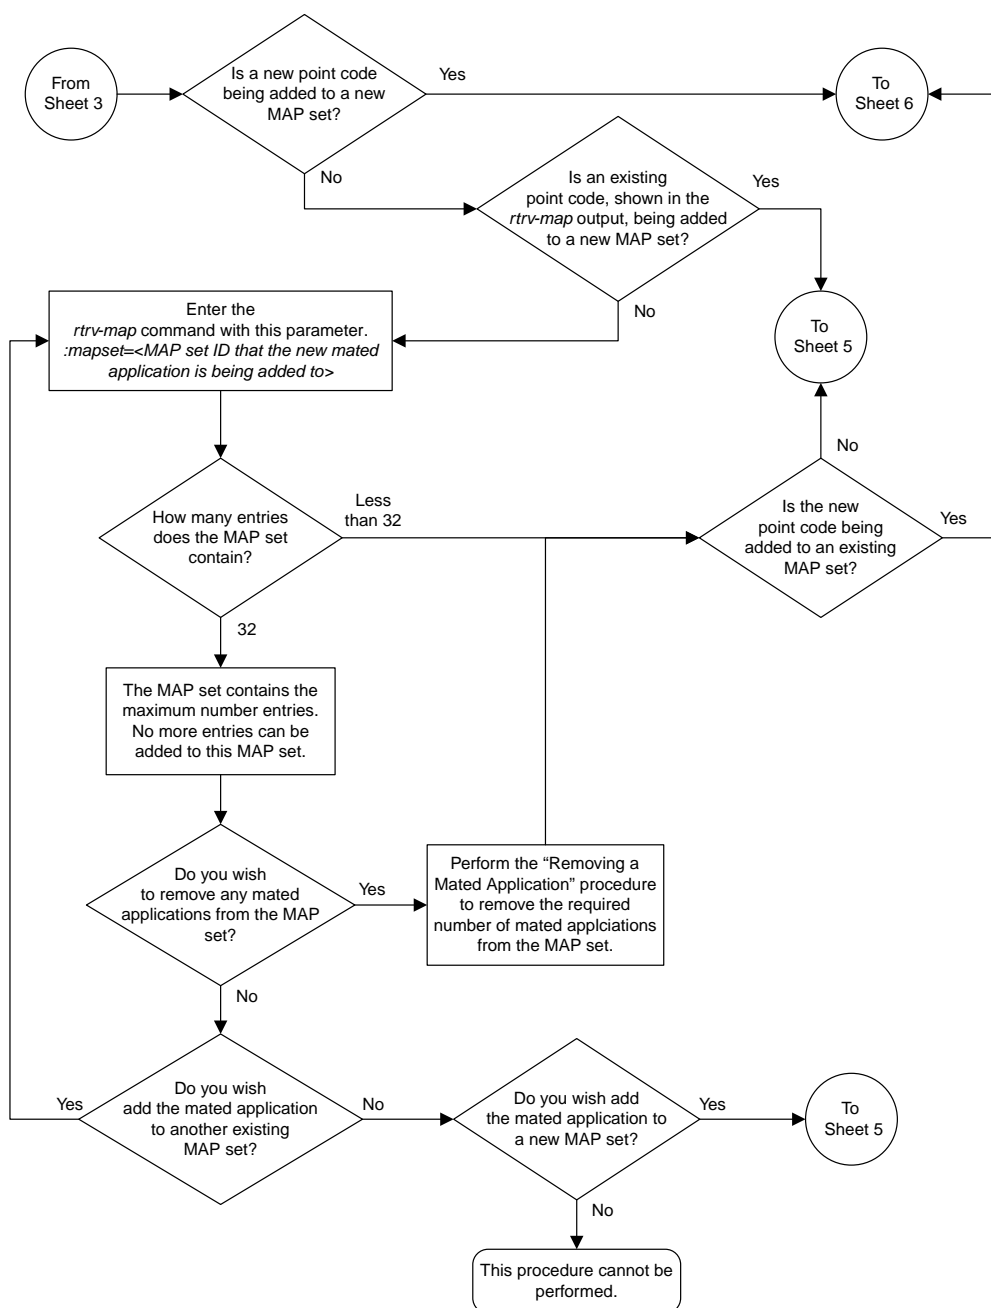 From
Sheet 3
Is a new point code
being added to a new
MAP set?
Yes
To
Sheet 6
No
Is an existing
point code, shown in the
rtrv-map output, being added
to a new MAP set?
Yes
No
To
Sheet 5
Enter the
rtrv-map command with this parameter.
:mapset=<MAP set ID that the new mated
application is being added to>
How many entries
does the MAP set
contain?
Less
than 32
No
Is the new
point code being
added to an existing
MAP set?
Yes
32
The MAP set contains the
maximum number entries.
No more entries can be
added to this MAP set.
Do you wish
to remove any mated
applications from the MAP
set?
Yes
Perform the “Removing a
Mated Application” procedure
to remove the required
number of mated applciations
from the MAP set.
No
Do you wish
add the mated application
to another existing
MAP set?
Yes
No
Do you wish add
the mated application to
a new MAP set?
Yes
To
Sheet 5
No
This procedure cannot be
performed.